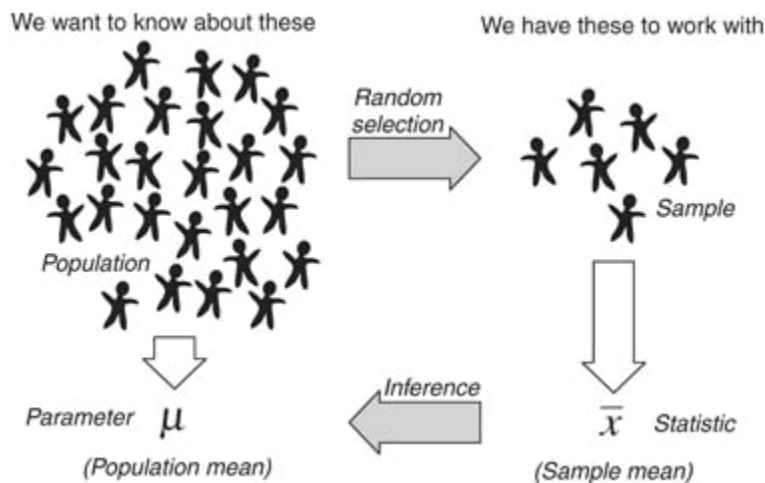 We want to know about these
We have these to work with
Random
selection
Population
Sample
Parameter μ
(Population mean)
Inference
x̄ Statistic
(Sample mean)